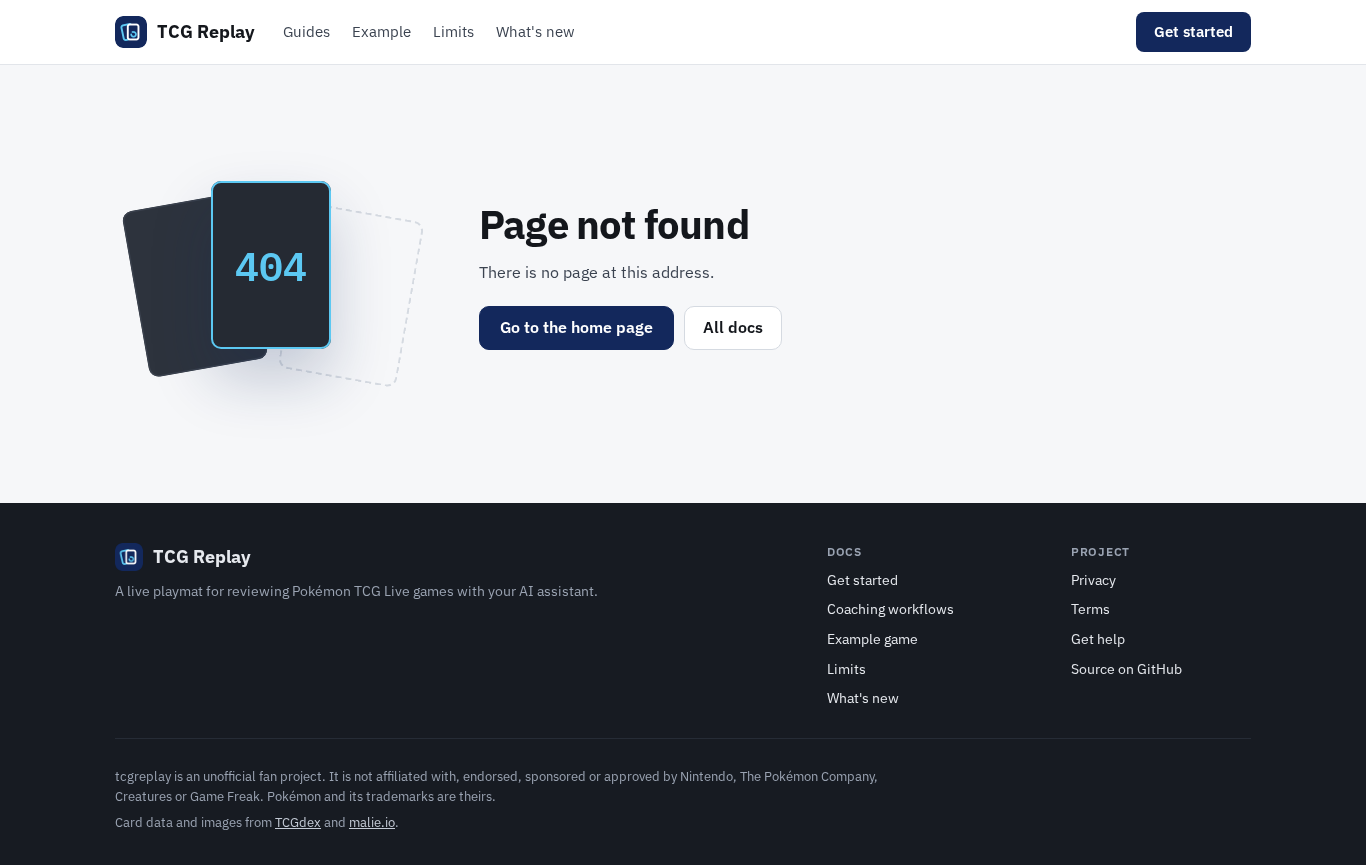 TCG Replay
Guides
Example
Limits
What's new
Get started
404
Page not found
There is no page at this address.
Go to the home page
All docs
TCG Replay
A live playmat for reviewing Pokémon TCG Live games with your AI assistant.
DOCS
Get started
Coaching workflows
Example game
Limits
What's new
PROJECT
Privacy
Terms
Get help
Source on GitHub
tcgreplay is an unofficial fan project. It is not affiliated with, endorsed, sponsored or approved by Nintendo, The Pokémon Company,
Creatures or Game Freak. Pokémon and its trademarks are theirs.
Card data and images from TCGdex and malie.io.